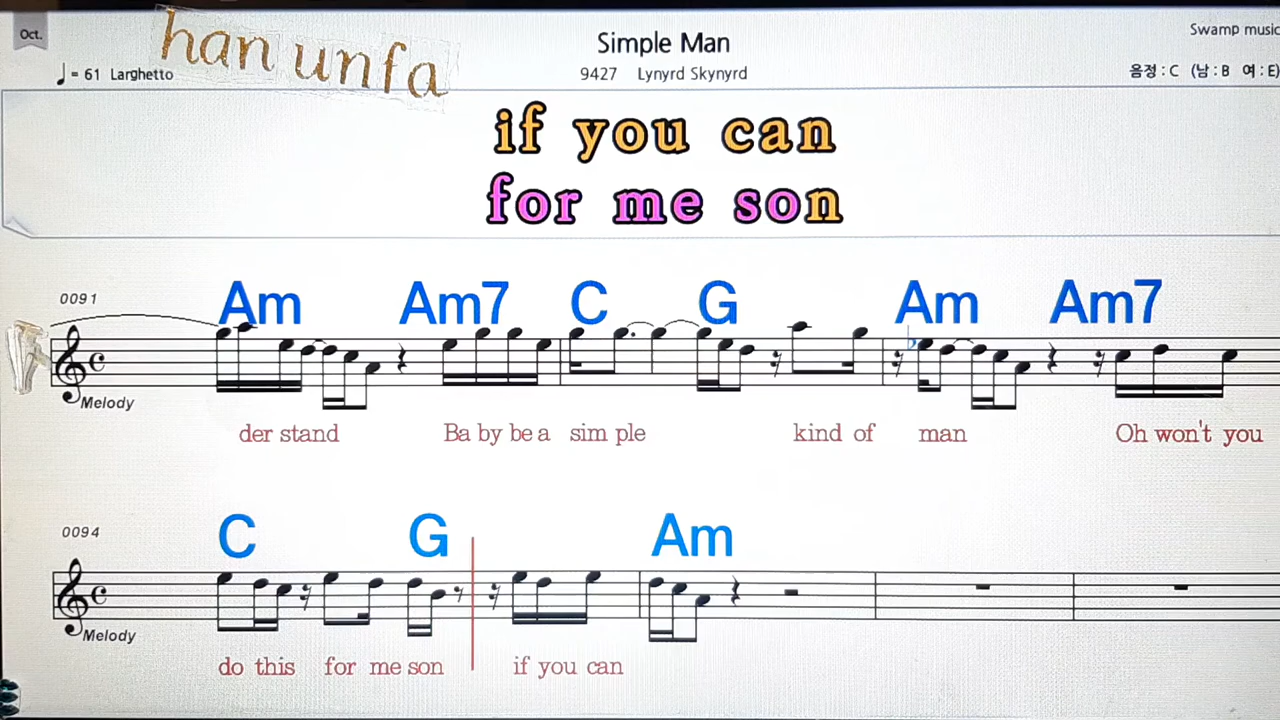 Oct.
han unfa
Simple Man
Swamp music
♩= 61 Larghetto
9427 Lynyrd Skynyrd
음정 : C (남 : B 여 : E)
if you can
for me son
0091
Am Am7 C G Am Am7
Melody
der stand Ba by be a sim ple kind of man Oh won't you
0094
C G Am
Melody
do this for me son if you can